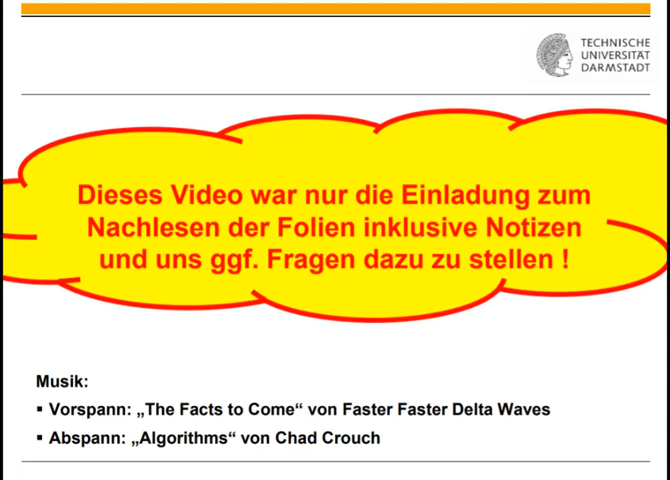 TECHNISCHE
UNIVERSITÄT
DARMSTADT
Dieses Video war nur die Einladung zum
Nachlesen der Folien inklusive Notizen
und uns ggf. Fragen dazu zu stellen !
Musik:
▪ Vorspann: „The Facts to Come“ von Faster Faster Delta Waves
▪ Abspann: „Algorithms“ von Chad Crouch